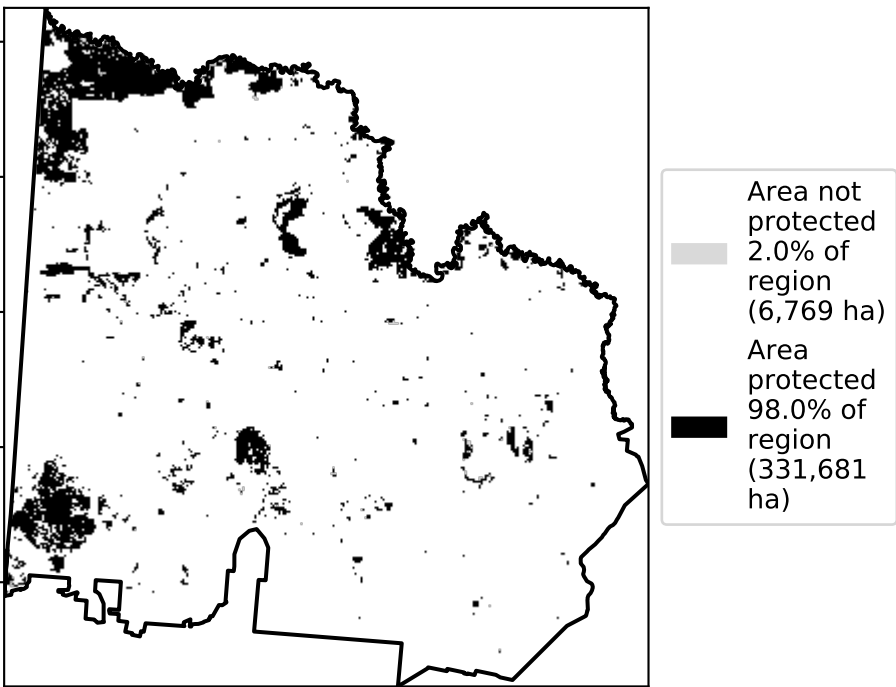 Area not
protected
2.0% of
region
(6,769 ha)
Area
protected
98.0% of
region
(331,681
ha)